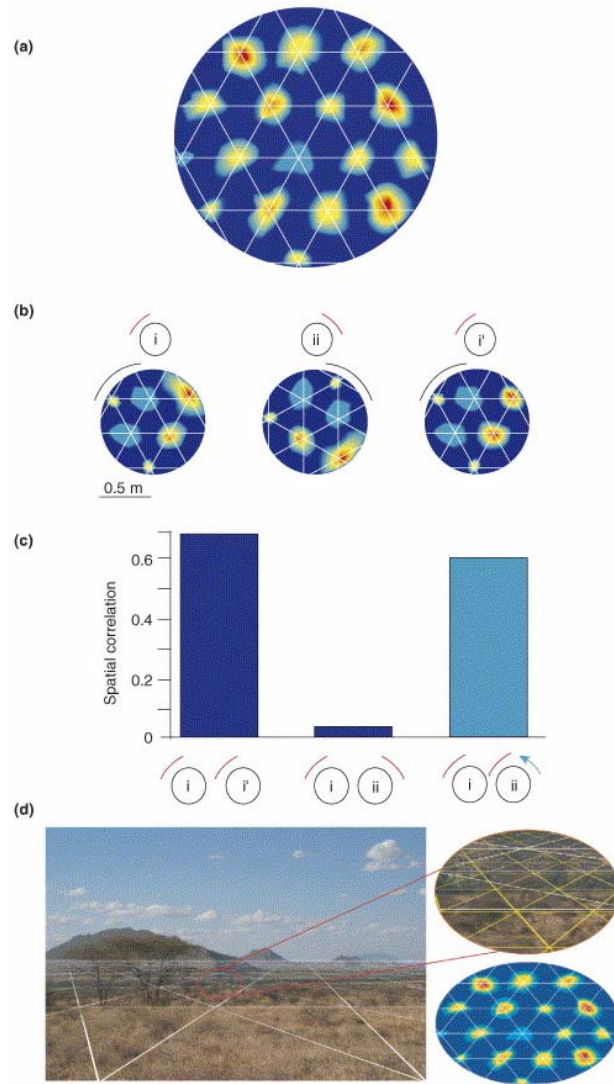 (a)
(b)
i ii i'
0.5 m
(c)
Spatial correlation
0.6
0.4
0.2
0
i i' i ii i ii
(d)